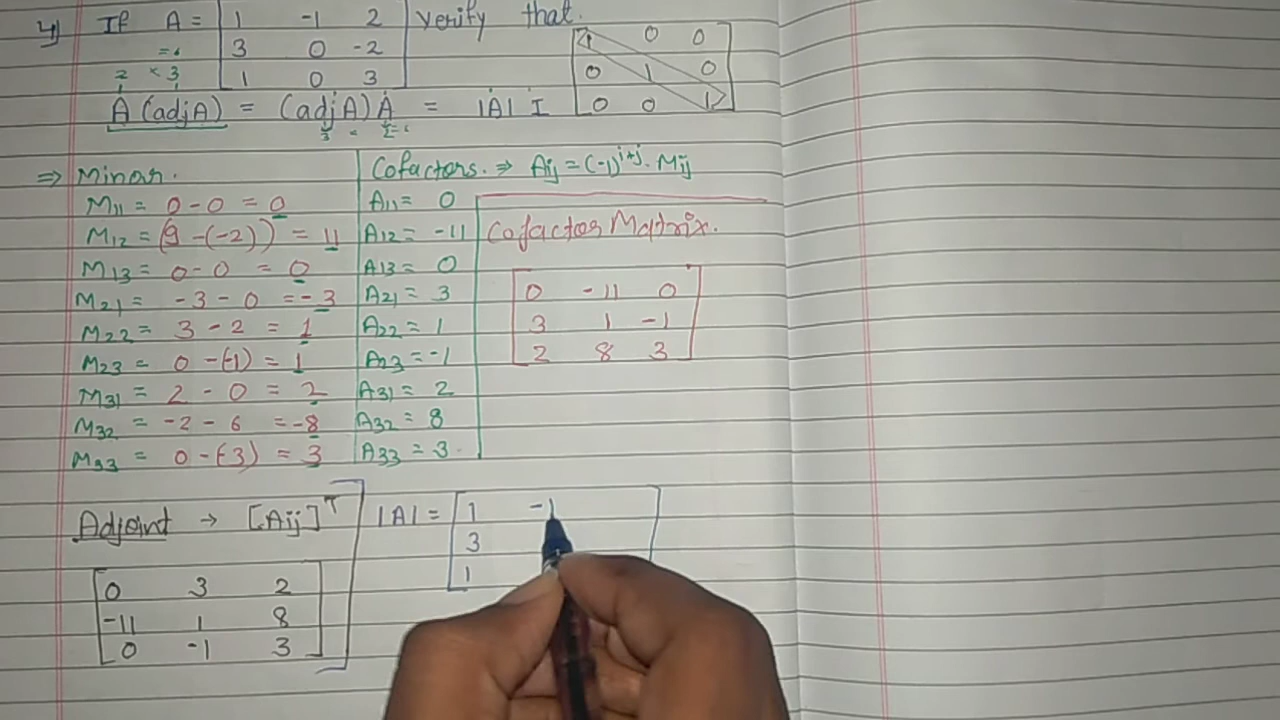 4) If A = 1 -1 2 verify that.
3 0 -2
1 0 3
1 0 0
0 1 0
0 0 1
A (adjA) = (adjA) A = |A| I
⇒ Minor.
M11 = 0 - 0 = 0
M12 = (9 - (-2)) = 11
M13 = 0 - 0 = 0
M21 = -3 - 0 = -3
M22 = 3 - 2 = 1
M23 = 0 - (-1) = 1
M31 = 2 - 0 = 2
M32 = -2 - 6 = -8
M33 = 0 - (-3) = 3
Cofactors. ⇒ Aij = (-1)^i+j . Mij
A11 = 0
A12 = -11
A13 = 0
A21 = 3
A22 = 1
A23 = -1
A31 = 2
A32 = 8
A33 = 3
Cofactor Matrix.
0 -11 0
3 1 -1
2 8 3
Adjoint → [Aij]^T
0 3 2
-11 1 8
0 -1 3
|A| = 1 -1
3
1